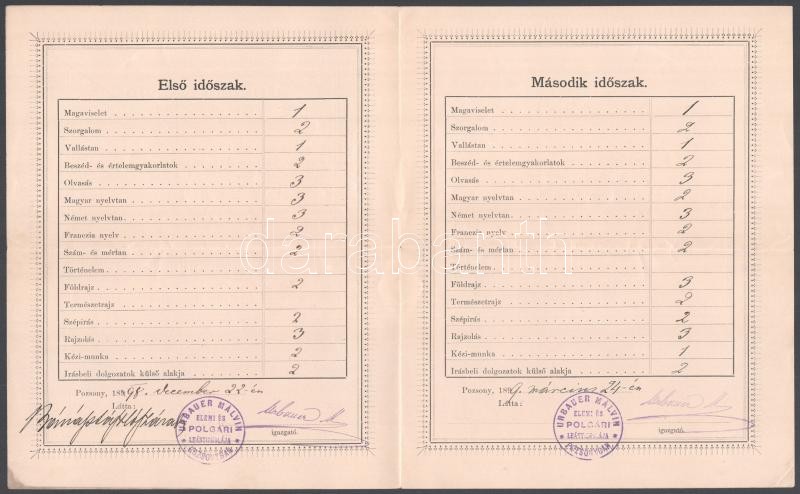 Első időszak.
Magaviselet 1
Szorgalom 2
Vallástan 1
Beszéd- és értelemgyakorlatok 2
Olvasás 3
Magyar nyelvtan 3
Német nyelvtan 3
Franczia nyelv 2
Szám- és mértan 2
Történelem
Földrajz 2
Természetrajz
Szépirás 2
Rajzolás 3
Kézi-munka 2
Irásbeli dolgozatok külső alakja 2
Pozsony, 1898. december 22-én
Látta:
URBAUER MALVIN
ELEMI ÉS
POLGÁRI
LEÁNYISKOLÁJA
POZSONYBAN
igazgató.
Második időszak.
Magaviselet 1
Szorgalom 2
Vallástan 1
Beszéd- és értelemgyakorlatok 2
Olvasás 3
Magyar nyelvtan 2
Német nyelvtan 3
Franczia nyelv 2
Szám- és mértan 2
Történelem
Földrajz 3
Természetrajz 2
Szépirás 2
Rajzolás 3
Kézi-munka 1
Irásbeli dolgozatok külső alakja 2
Pozsony, 1899. március 24-én
Látta:
URBAUER MALVIN
ELEMI ÉS
POLGÁRI
LEÁNYISKOLÁJA
POZSONYBAN
igazgató.
darabanth